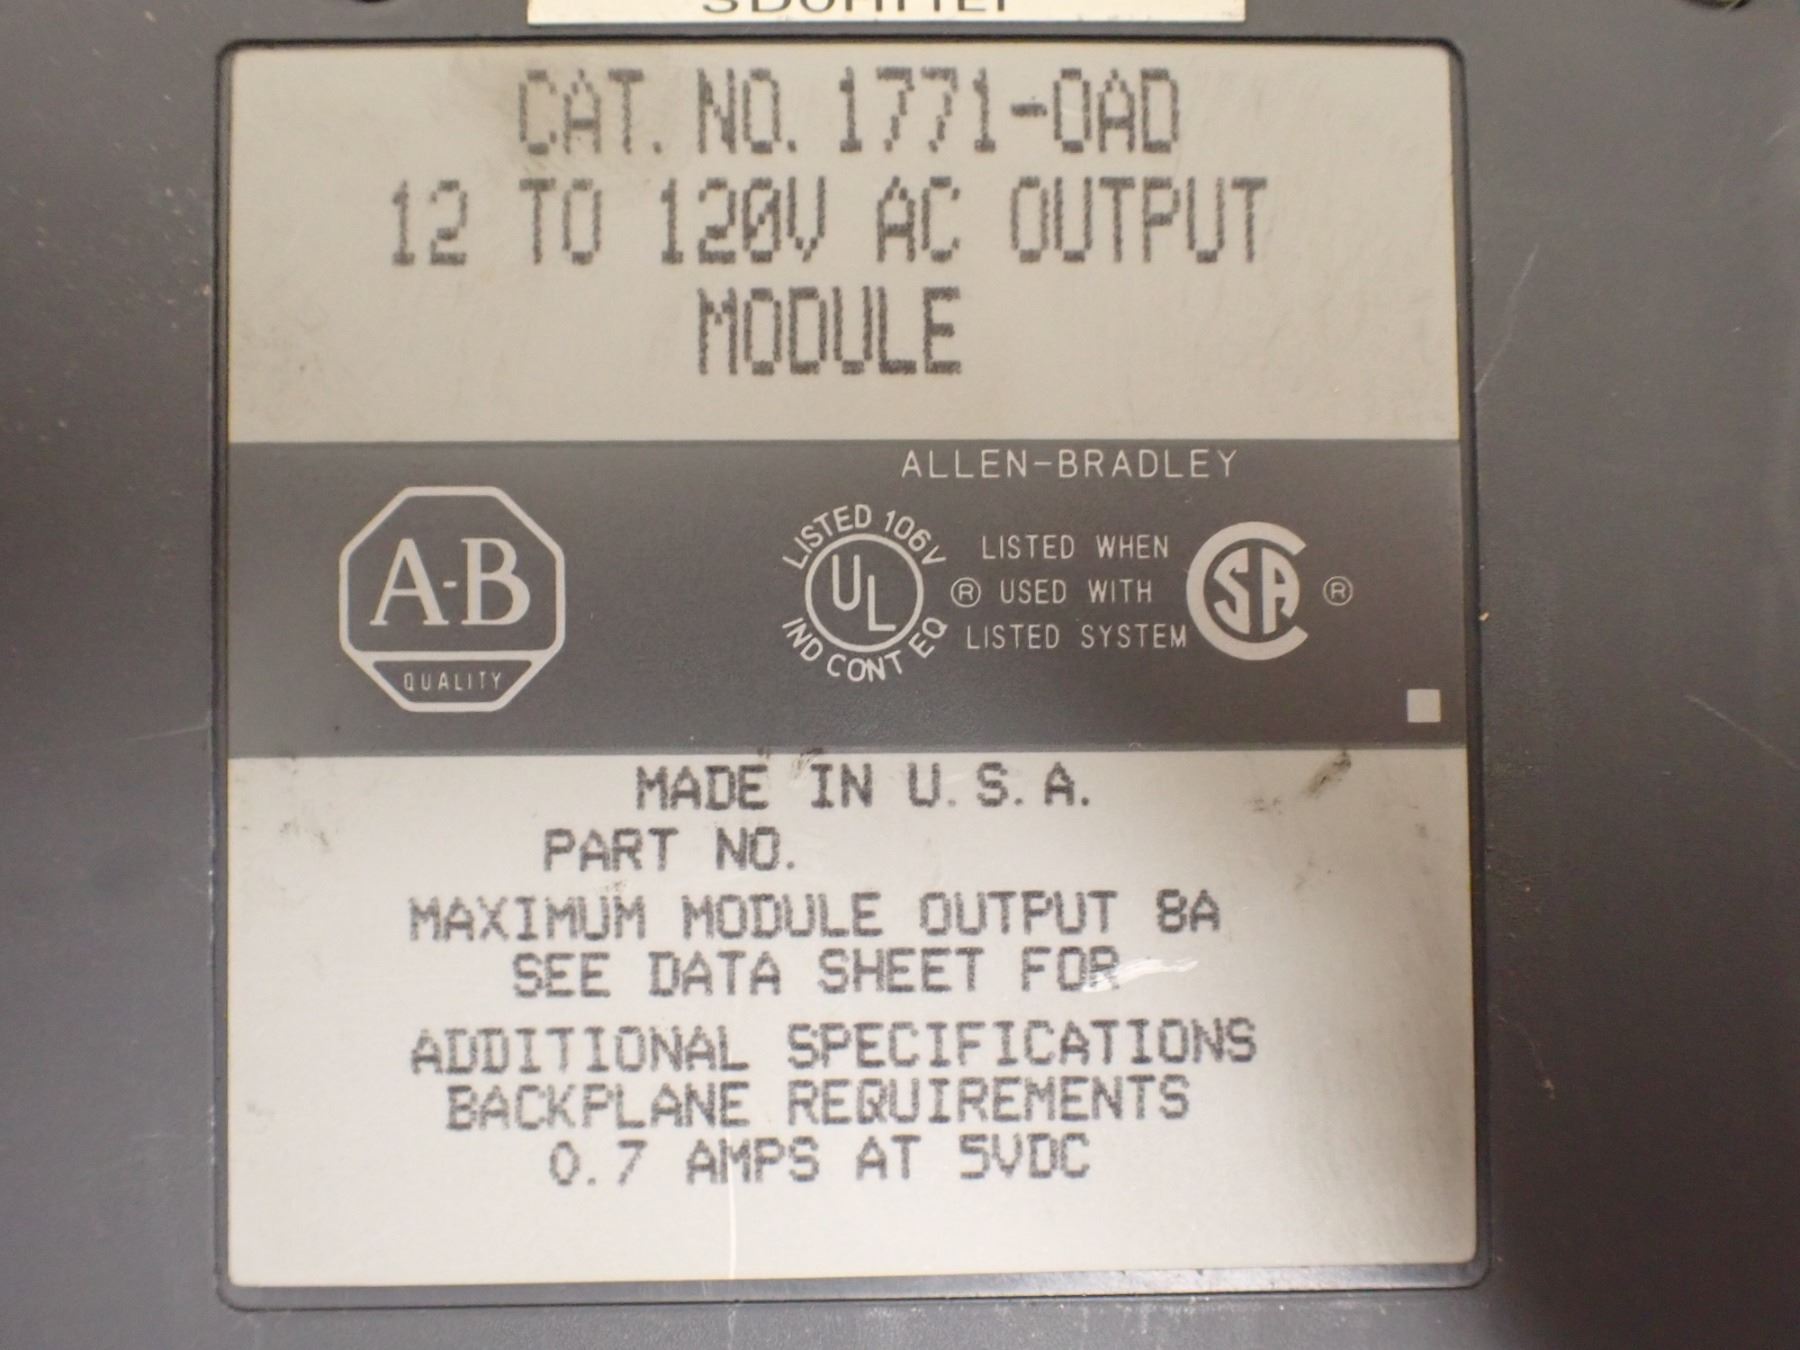 CAT. NO. 1771-OAD
12 TO 120V AC OUTPUT
MODULE
ALLEN-BRADLEY
A-B
QUALITY
LISTED 106V
UL
IND CONT EQ
®
LISTED WHEN
USED WITH
LISTED SYSTEM
SA
®
MADE IN U.S.A.
PART NO.
MAXIMUM MODULE OUTPUT 8A
SEE DATA SHEET FOR
ADDITIONAL SPECIFICATIONS
BACKPLANE REQUIREMENTS
0.7 AMPS AT 5VDC